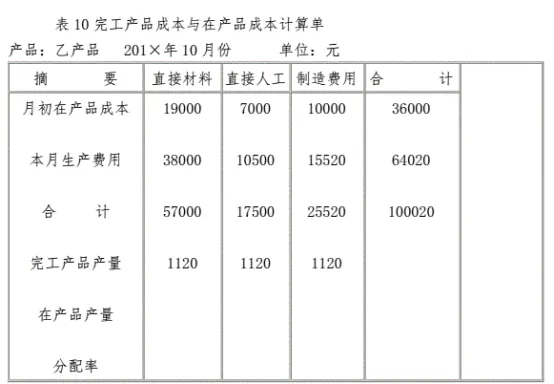 表 10 完工产品成本与在产品成本计算单
产品：乙产品 201×年 10 月份 单位：元
摘 要 直接材料 直接人工 制造费用 合 计
月初在产品成本 19000 7000 10000 36000
本月生产费用 38000 10500 15520 64020
合 计 57000 17500 25520 100020
完工产品产量 1120 1120 1120
在产品产量
分配率